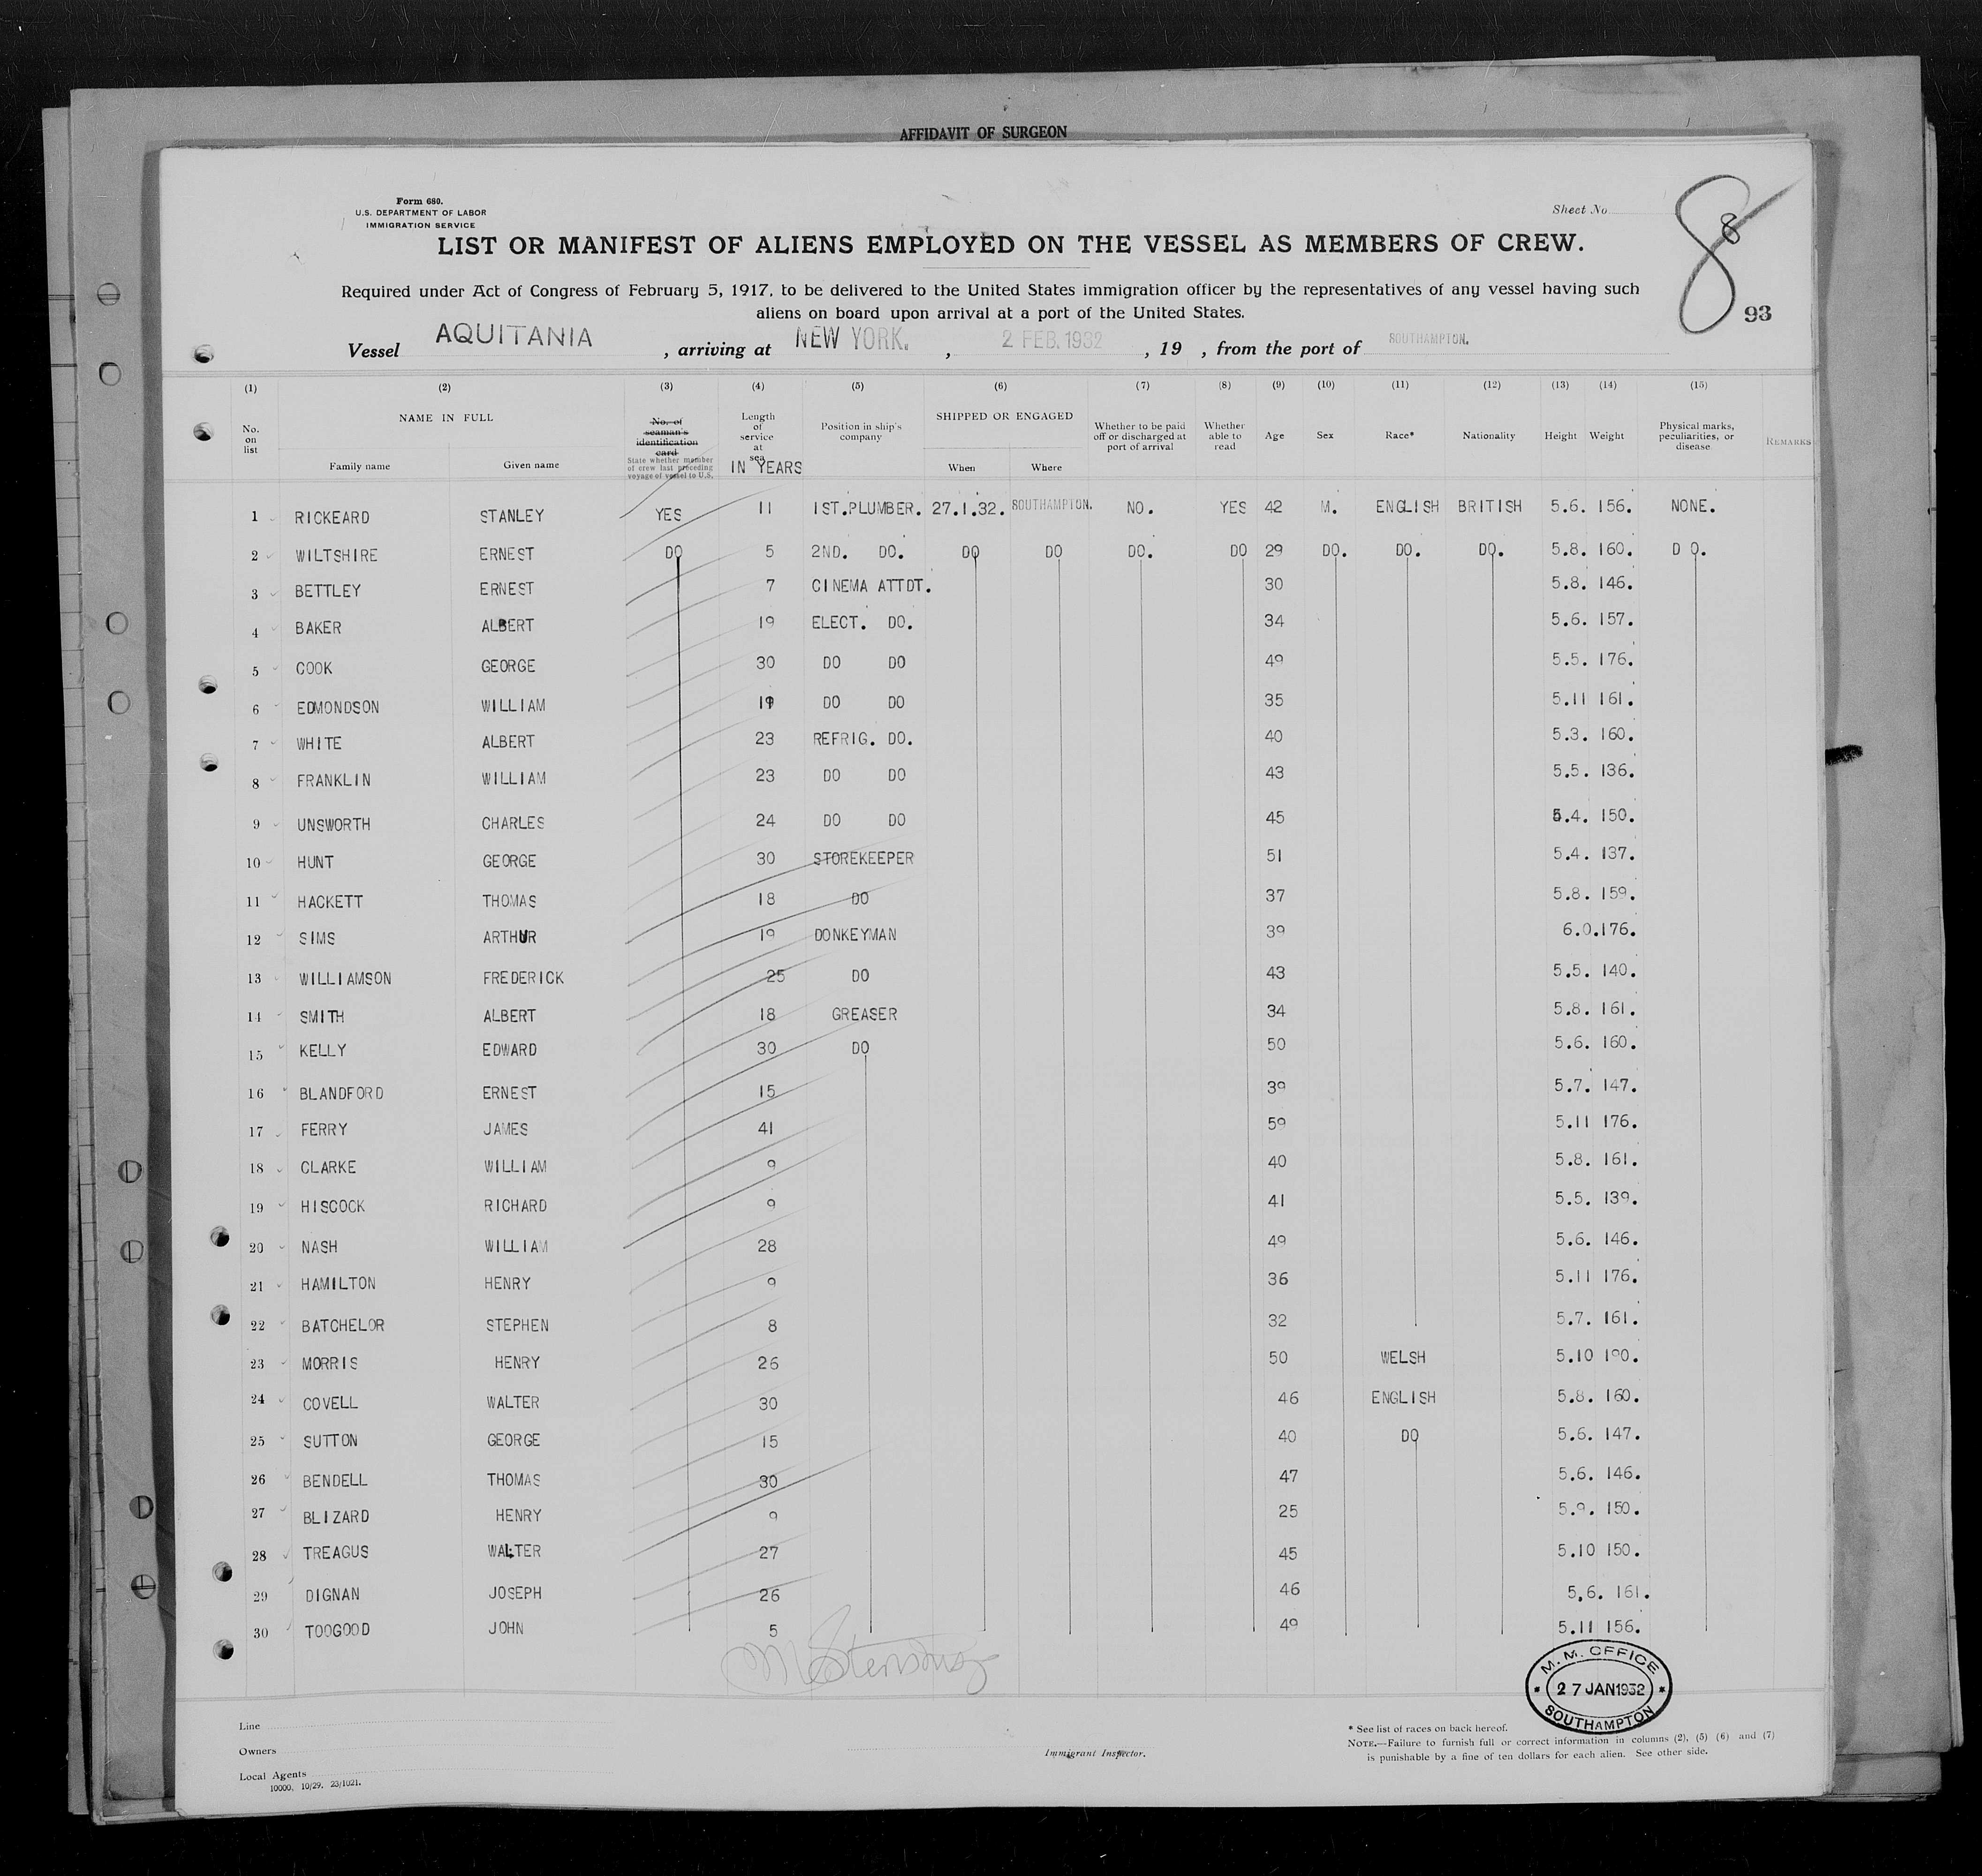 AFFIDAVIT OF SURGEON
Form 680.
U.S. DEPARTMENT OF LABOR
IMMIGRATION SERVICE
Sheet No
8
8
93
LIST OR MANIFEST OF ALIENS EMPLOYED ON THE VESSEL AS MEMBERS OF CREW.
Required under Act of Congress of February 5, 1917, to be delivered to the United States immigration officer by the representatives of any vessel having such
aliens on board upon arrival at a port of the United States.
Vessel AQUITANIA , arriving at NEW YORK. , 2 FEB. 1932 , 19 , from the port of SOUTHAMPTON.
(1) (2) (3) (4) (5) (6) (7) (8) (9) (10) (11) (12) (13) (14) (15)
No. on list
NAME IN FULL
Family name Given name
No. of seaman's identification card
State whether member of crew last preceding voyage of vessel to U.S.
Length of service at sea
IN YEARS
Position in ship's company
SHIPPED OR ENGAGED
When Where
Whether to be paid off or discharged at port of arrival
Whether able to read
Age Sex Race* Nationality Height Weight
Physical marks, peculiarities, or disease
REMARKS
1 RICKEARD STANLEY YES 11 1ST.PLUMBER. 27.1.32. SOUTHAMPTON. NO. YES 42 M. ENGLISH BRITISH 5.6. 156. NONE.
2 WILTSHIRE ERNEST DO 5 2ND. DO. DO DO DO. DO 29 DO. DO. DO. 5.8. 160. D O.
3 BETTLEY ERNEST 7 CINEMA ATTDT. 30 5.8. 146.
4 BAKER ALBERT 19 ELECT. DO. 34 5.6. 157.
5 COOK GEORGE 30 DO DO 49 5.5. 176.
6 EDMONDSON WILLIAM 19 DO DO 35 5.11 161.
7 WHITE ALBERT 23 REFRIG. DO. 40 5.3. 160.
8 FRANKLIN WILLIAM 23 DO DO 43 5.5. 136.
9 UNSWORTH CHARLES 24 DO DO 45 5.4. 150.
10 HUNT GEORGE 30 STOREKEEPER 51 5.4. 137.
11 HACKETT THOMAS 18 DO 37 5.8. 159.
12 SIMS ARTHUR 19 DONKEYMAN 39 6.0.176.
13 WILLIAMSON FREDERICK 25 DO 43 5.5. 140.
14 SMITH ALBERT 18 GREASER 34 5.8. 161.
15 KELLY EDWARD 30 DO 50 5.6. 160.
16 BLANDFORD ERNEST 15 39 5.7. 147.
17 FERRY JAMES 41 59 5.11 176.
18 CLARKE WILLIAM 9 40 5.8. 161.
19 HISCOCK RICHARD 9 41 5.5. 139.
20 NASH WILLIAM 28 49 5.6. 146.
21 HAMILTON HENRY 9 36 5.11 176.
22 BATCHELOR STEPHEN 8 32 5.7. 161.
23 MORRIS HENRY 26 50 WELSH 5.10 190.
24 COVELL WALTER 30 46 ENGLISH 5.8. 160.
25 SUTTON GEORGE 15 40 DO 5.6. 147.
26 BENDELL THOMAS 30 47 5.6. 146.
27 BLIZARD HENRY 9 25 5.9. 150.
28 TREAGUS WALTER 27 45 5.10 150.
29 DIGNAN JOSEPH 26 46 5,6. 161.
30 TOOGOOD JOHN 5 49 5.11 156.
M.M. OFFICE
* 27 JAN 1932 *
SOUTHAMPTON
Line
Owners
Local Agents
10000. 10/29. 23/1021.
Immigrant Inspector.
* See list of races on back hereof.
NOTE.—Failure to furnish full or correct information in columns (2), (5) (6) and (7)
is punishable by a fine of ten dollars for each alien. See other side.